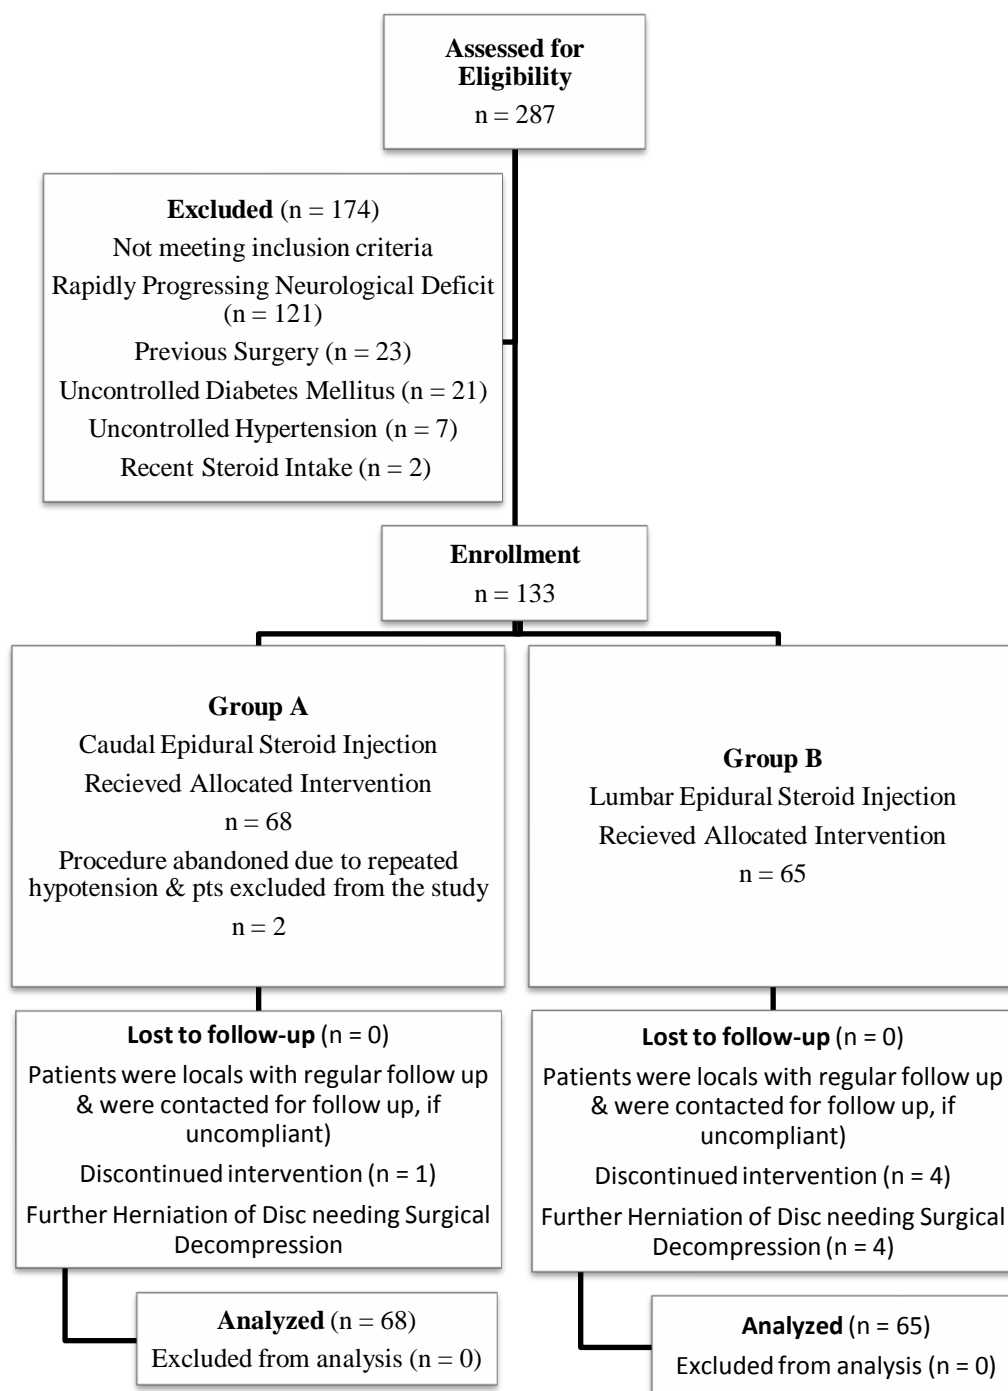 Assessed for
Eligibility
n = 287
Excluded (n = 174)
Not meeting inclusion criteria
Rapidly Progressing Neurological Deficit
(n = 121)
Previous Surgery (n = 23)
Uncontrolled Diabetes Mellitus (n = 21)
Uncontrolled Hypertension (n = 7)
Recent Steroid Intake (n = 2)
Enrollment
n = 133
Group A
Caudal Epidural Steroid Injection
Recieved Allocated Intervention
n = 68
Procedure abandoned due to repeated
hypotension & pts excluded from the study
n = 2
Group B
Lumbar Epidural Steroid Injection
Recieved Allocated Intervention
n = 65
Lost to follow-up (n = 0)
Patients were locals with regular follow up
& were contacted for follow up, if
uncompliant)
Discontinued intervention (n = 1)
Further Herniation of Disc needing Surgical
Decompression
Lost to follow-up (n = 0)
Patients were locals with regular follow up
& were contacted for follow up, if
uncompliant)
Discontinued intervention (n = 4)
Further Herniation of Disc needing Surgical
Decompression (n = 4)
Analyzed (n = 68)
Excluded from analysis (n = 0)
Analyzed (n = 65)
Excluded from analysis (n = 0)